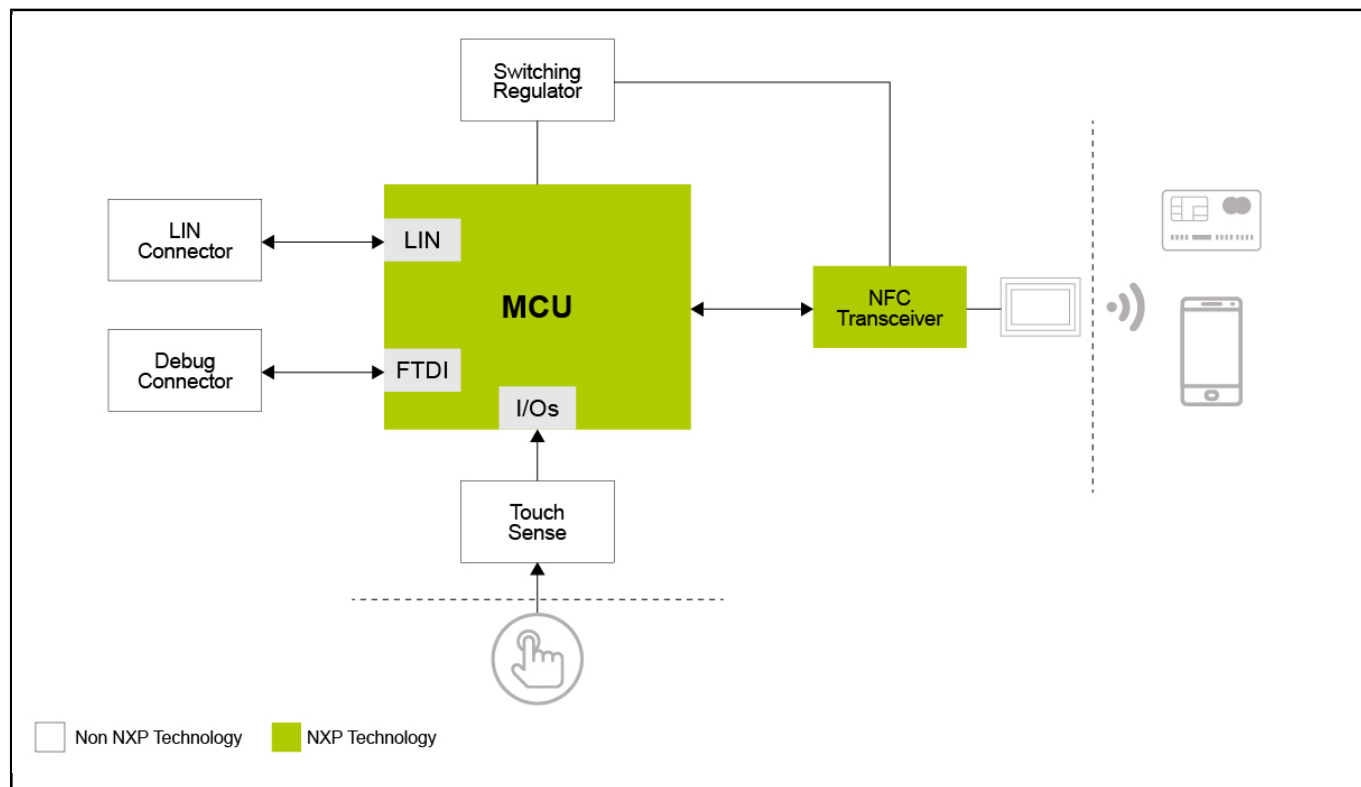 Switching
Regulator
LIN
Connector
LIN
MCU
NFC
Transceiver
Debug
Connector
FTDI
I/Os
Touch
Sense
Non NXP Technology
NXP Technology